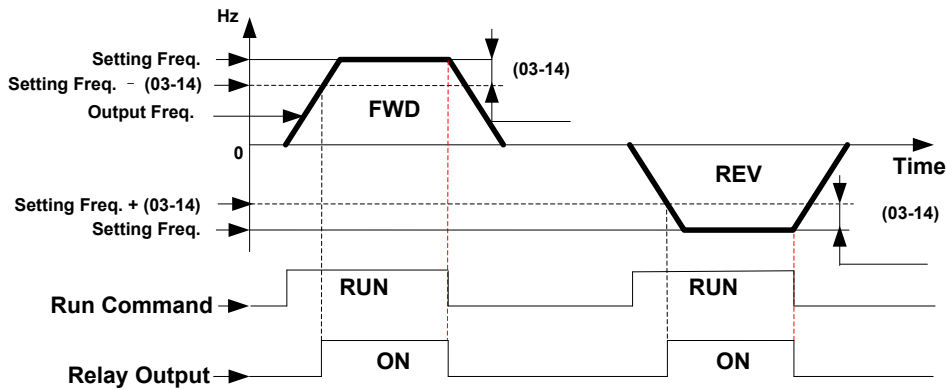 Hz
Setting Freq.
(03-14)
Setting Freq. - (03-14)
Output Freq.
FWD
0
Time
REV
Setting Freq. + (03-14)
(03-14)
Setting Freq.
RUN
RUN
Run Command
ON
ON
Relay Output